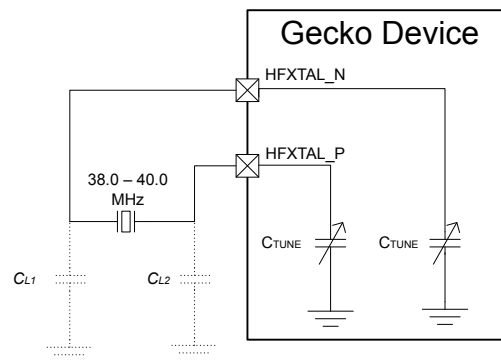 Gecko Device
HFXTAL_N
HFXTAL_P
38.0 – 40.0
MHz
CTUNE
CTUNE
CL1
CL2